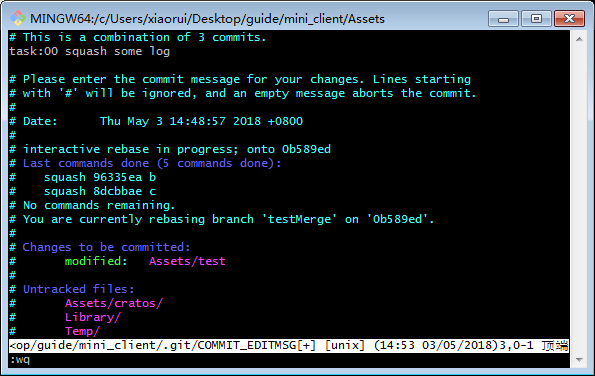 MINGW64:/c/Users/xiaorui/Desktop/guide/mini_client/Assets
# This is a combination of 3 commits.
task:00 squash some log

# Please enter the commit message for your changes. Lines starting
# with '#' will be ignored, and an empty message aborts the commit.
#
# Date:      Thu May 3 14:48:57 2018 +0800
#
# interactive rebase in progress; onto 0b589ed
# Last commands done (5 commands done):
#    squash 96335ea b
#    squash 8dcbbae c
# No commands remaining.
# You are currently rebasing branch 'testMerge' on '0b589ed'.
#
# Changes to be committed:
#       modified:   Assets/test
#
# Untracked files:
#       Assets/cratos/
#       Library/
#       Temp/
<op/guide/mini_client/.git/COMMIT_EDITMSG[+] [unix] (14:53 03/05/2018)3,0-1 顶端
:wq